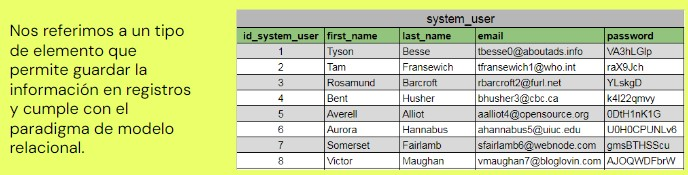 Nos referimos a un tipo
de elemento que
permite guardar la
información en registros
y cumple con el
paradigma de modelo
relacional.
system_user
id_system_user first_name last_name email password
1 Tyson Besse tbesse0@aboutads.info VA3hLGlp
2 Tam Fransewich tfransewich1@who.int raX9Jch
3 Rosamund Barcroft rbarcroft2@furl.net YLskgD
4 Bent Husher bhusher3@cbc.ca k4l22qmvy
5 Averell Alliot aalliot4@opensource.org 0DtH1nK1G
6 Aurora Hannabus ahannabus5@uiuc.edu U0H0CPUNLv6
7 Somerset Fairlamb sfairlamb6@webnode.com gmsBTHSScu
8 Victor Maughan vmaughan7@bloglovin.com AJOQWDFbrW